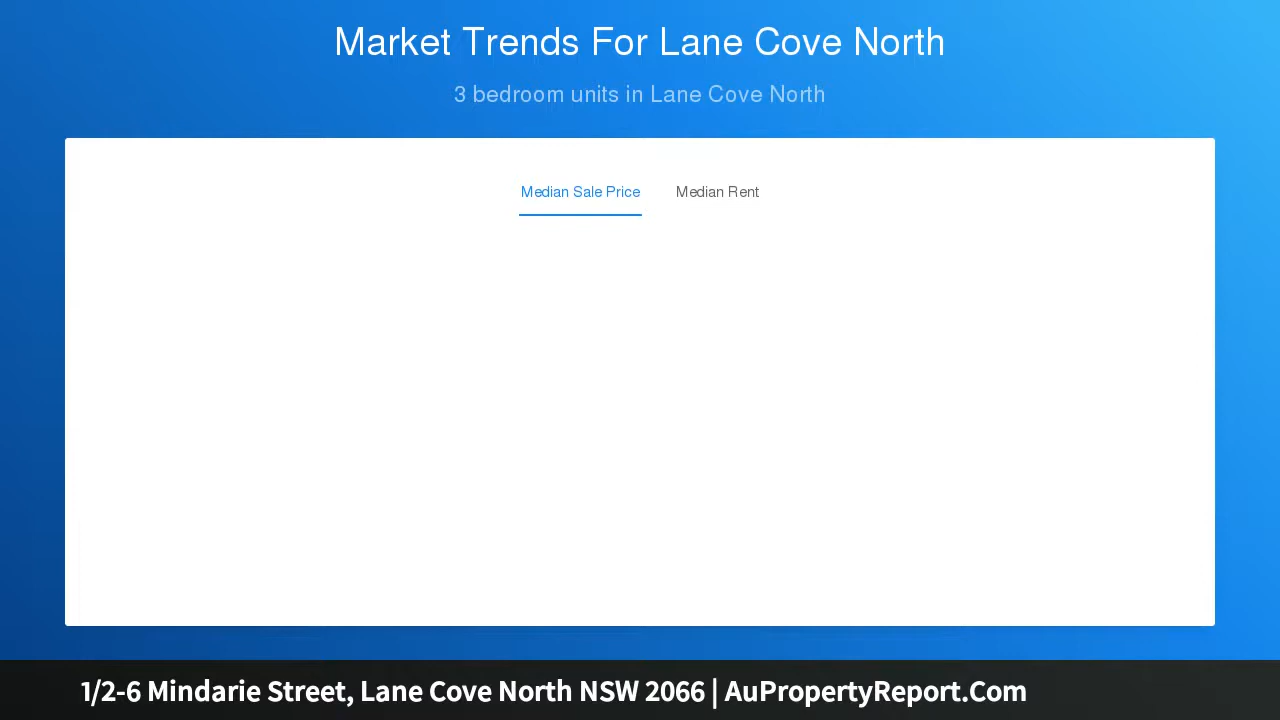 Market Trends For Lane Cove North
3 bedroom units in Lane Cove North
Median Sale Price Median Rent
1/2-6 Mindarie Street, Lane Cove North NSW 2066 | AuPropertyReport.Com